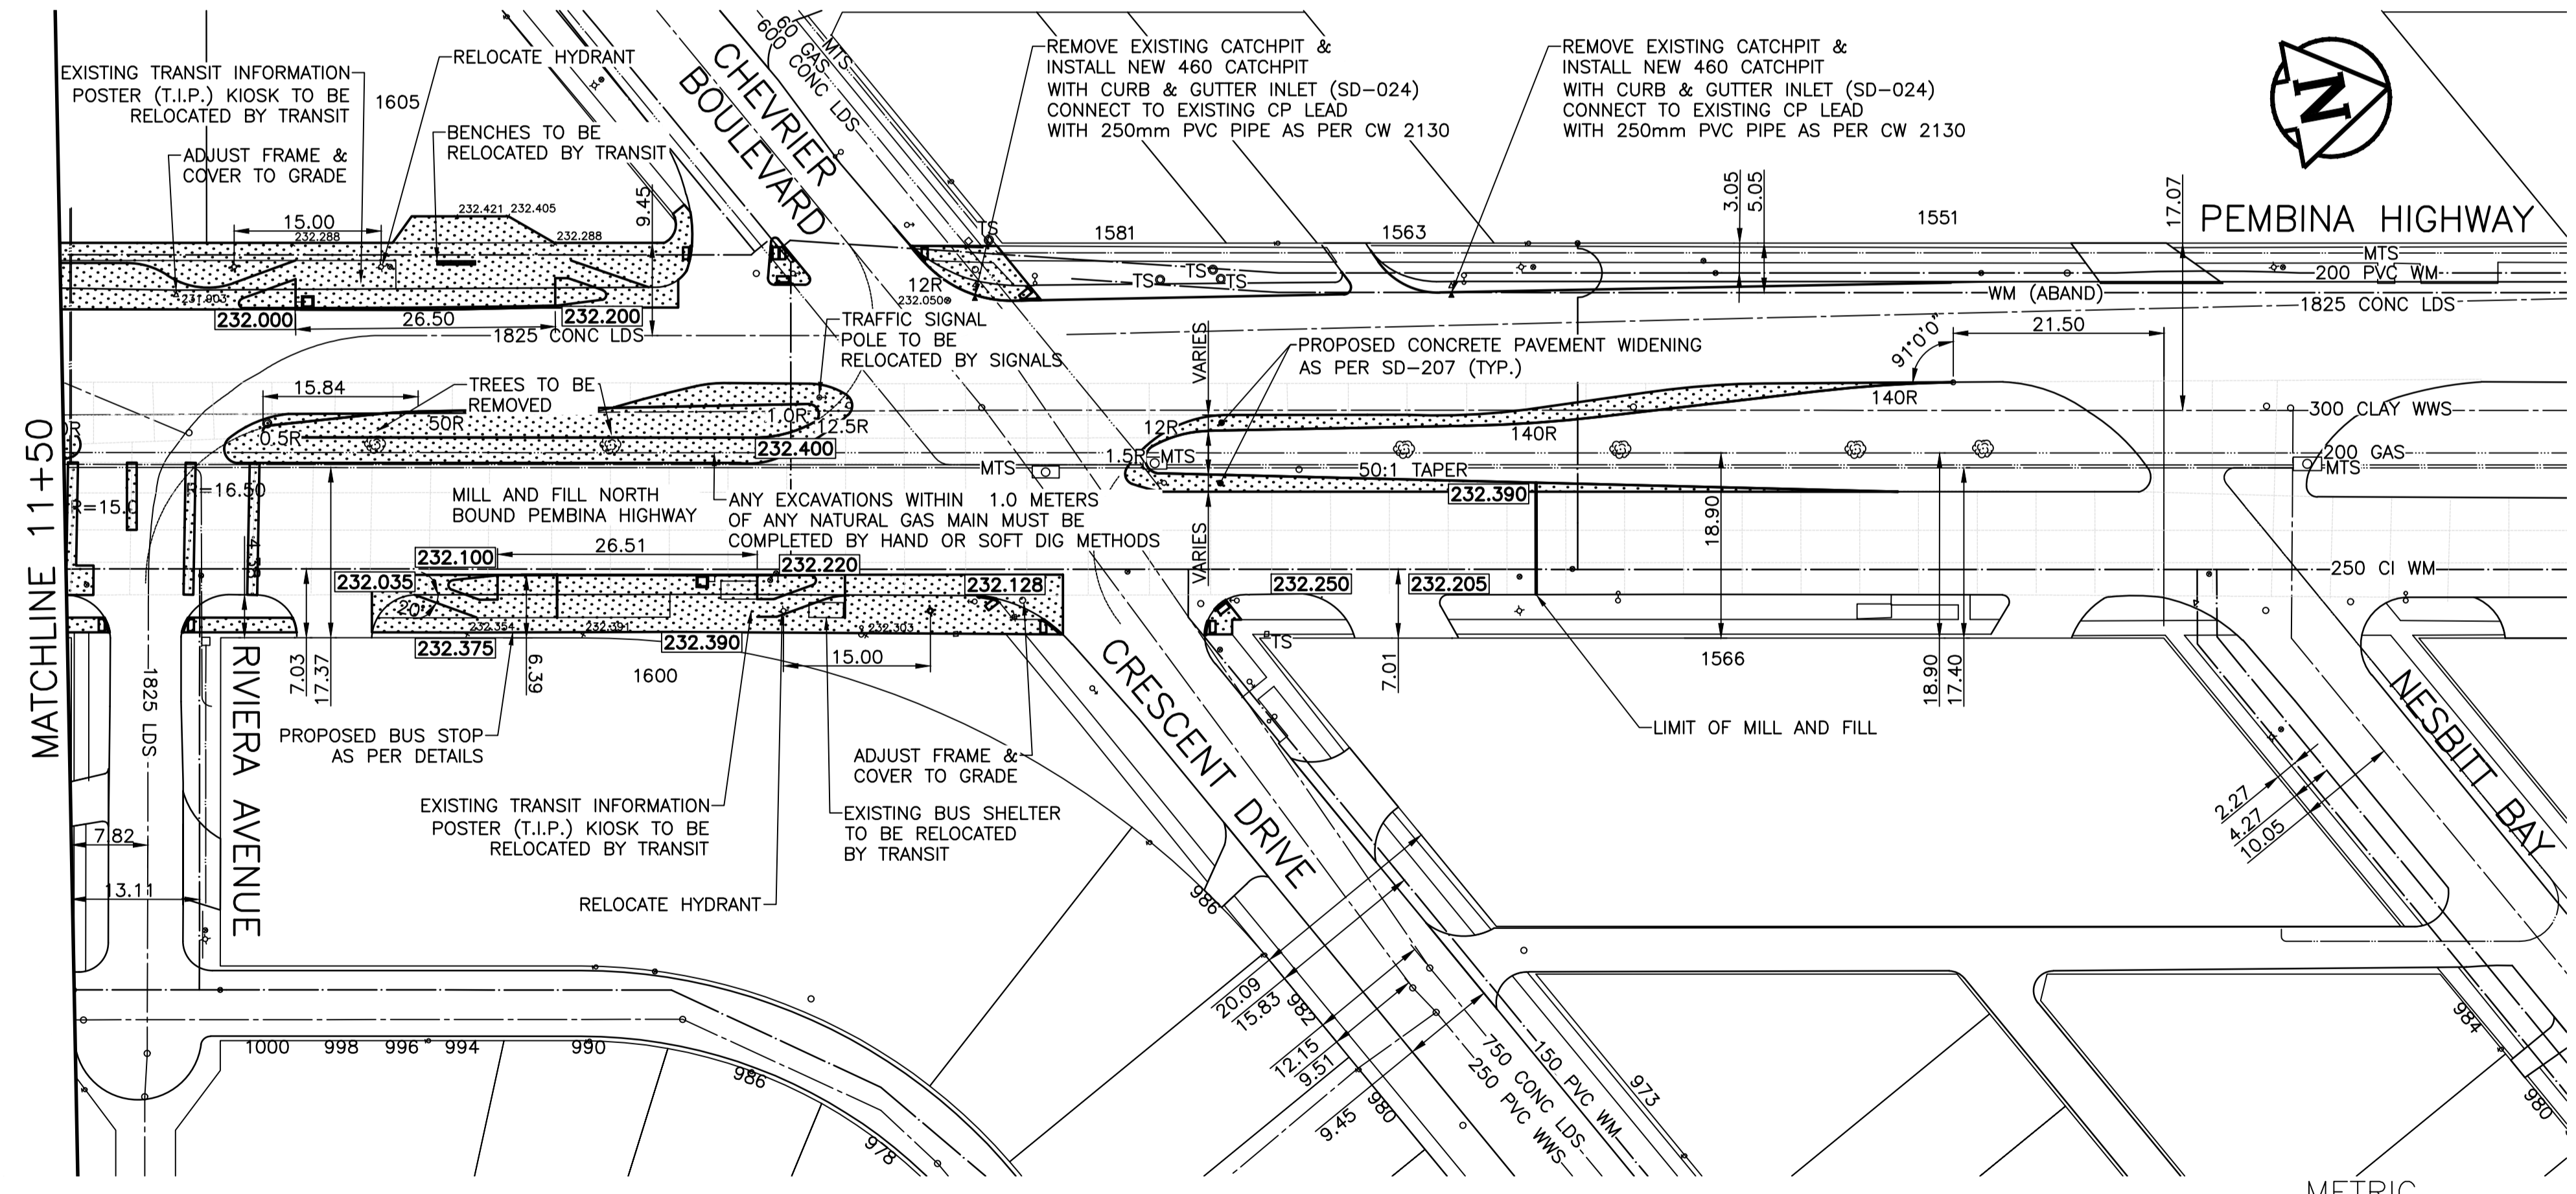 RELOCATE HYDRANT
EXISTING TRANSIT INFORMATION
POSTER (T.I.P.) KIOSK TO BE
RELOCATED BY TRANSIT
1605
ADJUST FRAME &
COVER TO GRADE
BENCHES TO BE
RELOCATED BY TRANSIT
15.00
232.288
232.421
232.405
232.288
9.45
231.903
232.000
26.50
232.200
1825 CONC LDS
CHEVRIER
BOULEVARD
60 GAS
600 CONC LDS
MTS
REMOVE EXISTING CATCHPIT &
INSTALL NEW 460 CATCHPIT
WITH CURB & GUTTER INLET (SD-024)
CONNECT TO EXISTING CP LEAD
WITH 250mm PVC PIPE AS PER CW 2130
REMOVE EXISTING CATCHPIT &
INSTALL NEW 460 CATCHPIT
WITH CURB & GUTTER INLET (SD-024)
CONNECT TO EXISTING CP LEAD
WITH 250mm PVC PIPE AS PER CW 2130
N
PEMBINA HIGHWAY
TS
1581
1563
1551
3.05
5.05
17.07
MTS
200 PVC WM
WM (ABAND)
1825 CONC LDS
TS
TS
TS
12R
232.050
TRAFFIC SIGNAL
POLE TO BE
RELOCATED BY SIGNALS
VARIES
PROPOSED CONCRETE PAVEMENT WIDENING
AS PER SD-207 (TYP.)
91°0'0"
21.50
15.84
TREES TO BE
REMOVED
0.5R
50R
1.0R
12.5R
232.400
12R
1.5R
MTS
MTS
140R
140R
50:1 TAPER
232.390
300 CLAY WWS
200 GAS
MTS
MATCHLINE 11+50
R=15.0
R=16.50
MILL AND FILL NORTH
BOUND PEMBINA HIGHWAY
ANY EXCAVATIONS WITHIN 1.0 METERS
OF ANY NATURAL GAS MAIN MUST BE
COMPLETED BY HAND OR SOFT DIG METHODS
VARIES
18.90
232.100
26.51
232.220
232.035
232.128
232.250
232.205
250 CI WM
232.354
232.391
232.303
232.375
232.390
6.39
15.00
1600
7.03
17.37
TS
7.01
1566
18.90
17.40
LIMIT OF MILL AND FILL
1825 LDS
RIVIERA AVENUE
PROPOSED BUS STOP
AS PER DETAILS
EXISTING TRANSIT INFORMATION
POSTER (T.I.P.) KIOSK TO BE
RELOCATED BY TRANSIT
RELOCATE HYDRANT
ADJUST FRAME &
COVER TO GRADE
EXISTING BUS SHELTER
TO BE RELOCATED
BY TRANSIT
CRESCENT DRIVE
NESBITT BAY
2.27
4.27
10.05
7.82
13.11
986
20.09
15.83
982
12.15
9.51
9.45
980
750 CONC LDS
250 PVC WWS
150 PVC WM
973
984
980
1000
998
996
994
990
986
978
METRIC